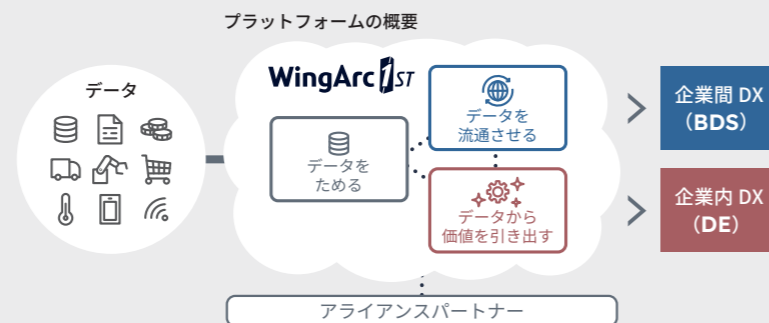 プラットフォームの概要
データ
WingArc1ST
データを
ためる
データを
流通させる
データから
価値を引き出す
企業間 DX
（BDS）
企業内 DX
（DE）
アライアンスパートナー